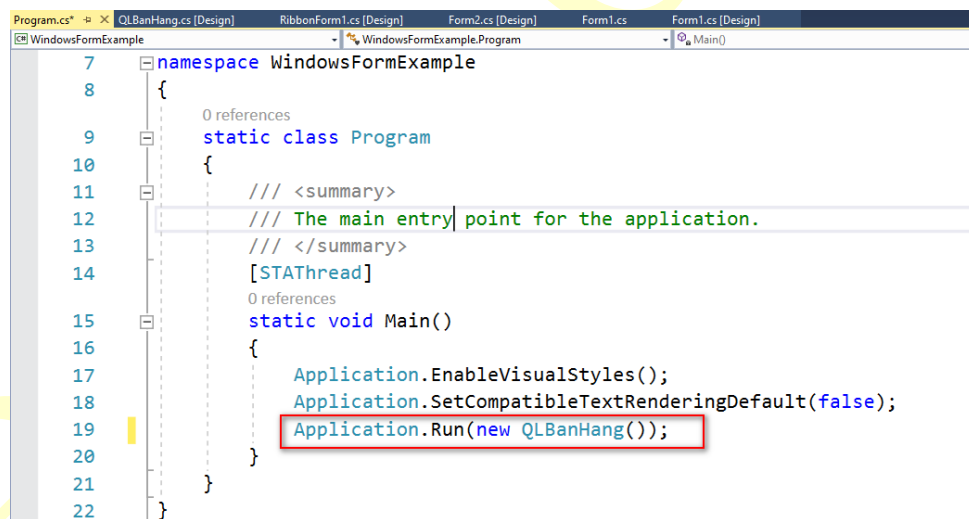 Program.cs* QLBanHang.cs [Design] RibbonForm1.cs [Design] Form2.cs [Design] Form1.cs Form1.cs [Design]
C# WindowsFormExample WindowsFormExample.Program Main()
7 namespace WindowsFormExample
8 {
0 references
9 static class Program
10 {
11 /// <summary>
12 /// The main entry point for the application.
13 /// </summary>
14 [STAThread]
0 references
15 static void Main()
16 {
17 Application.EnableVisualStyles();
18 Application.SetCompatibleTextRenderingDefault(false);
19 Application.Run(new QLBanHang());
20 }
21 }
22 }